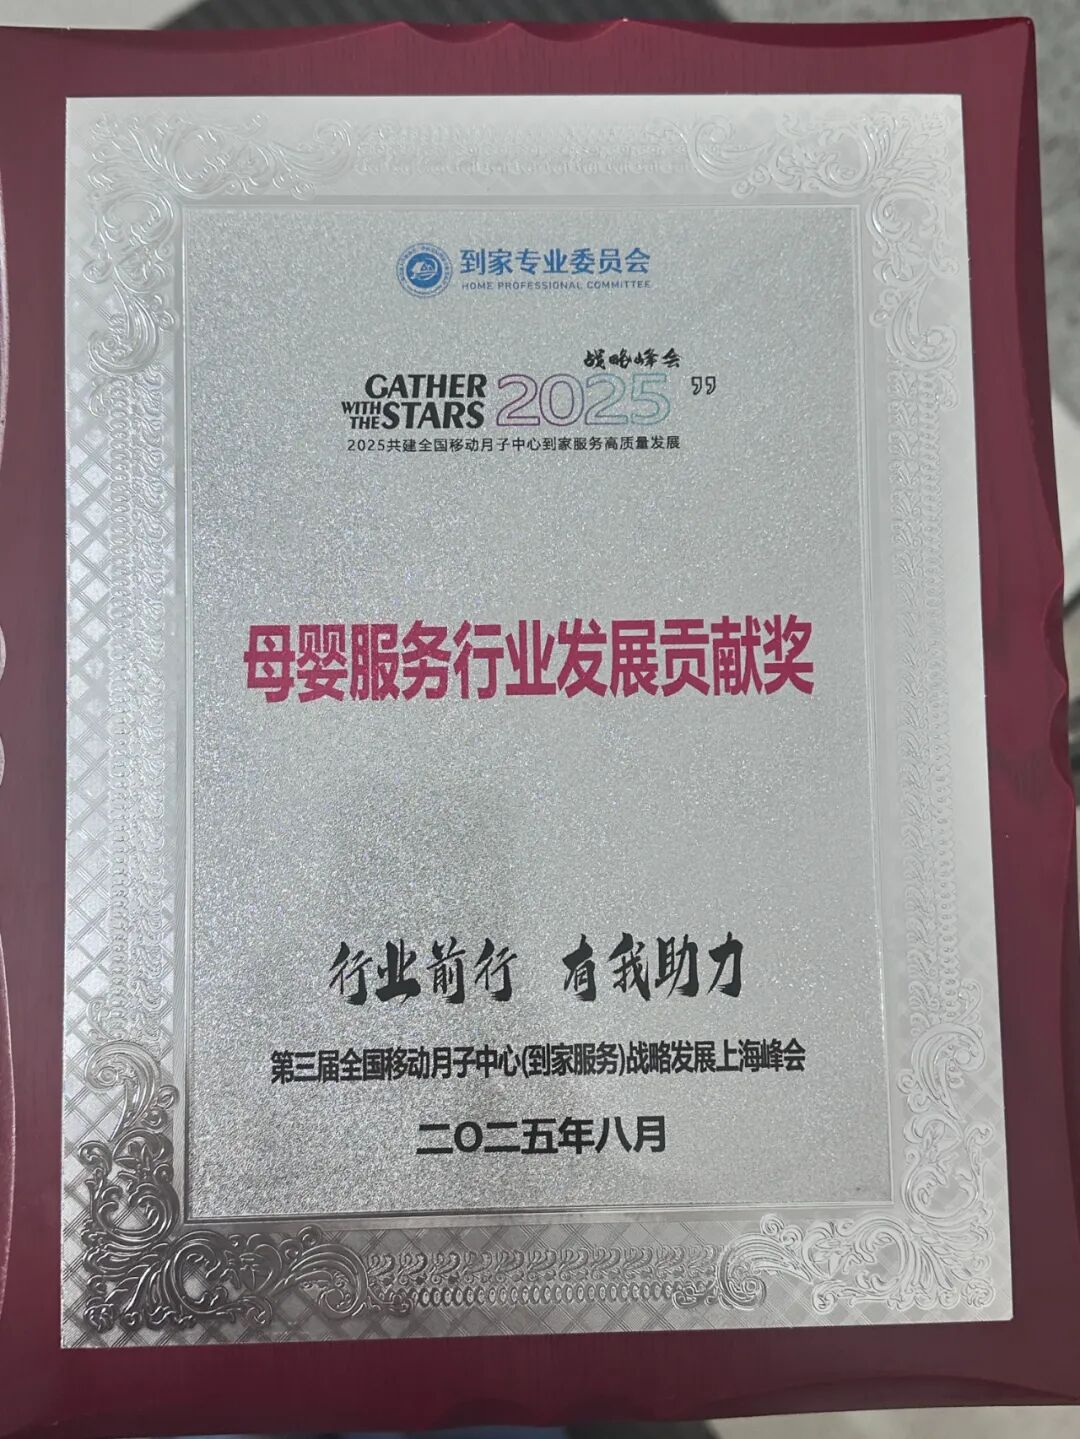 到家专业委员会
HOME PROFESSIONAL COMMITTEE
战略峰会
GATHER
WITH THE STARS 2025 ”
2025共建全国移动月子中心到家服务高质量发展
母婴服务行业发展贡献奖
行业前行 有我助力
第三届全国移动月子中心(到家服务)战略发展上海峰会
二O二五年八月